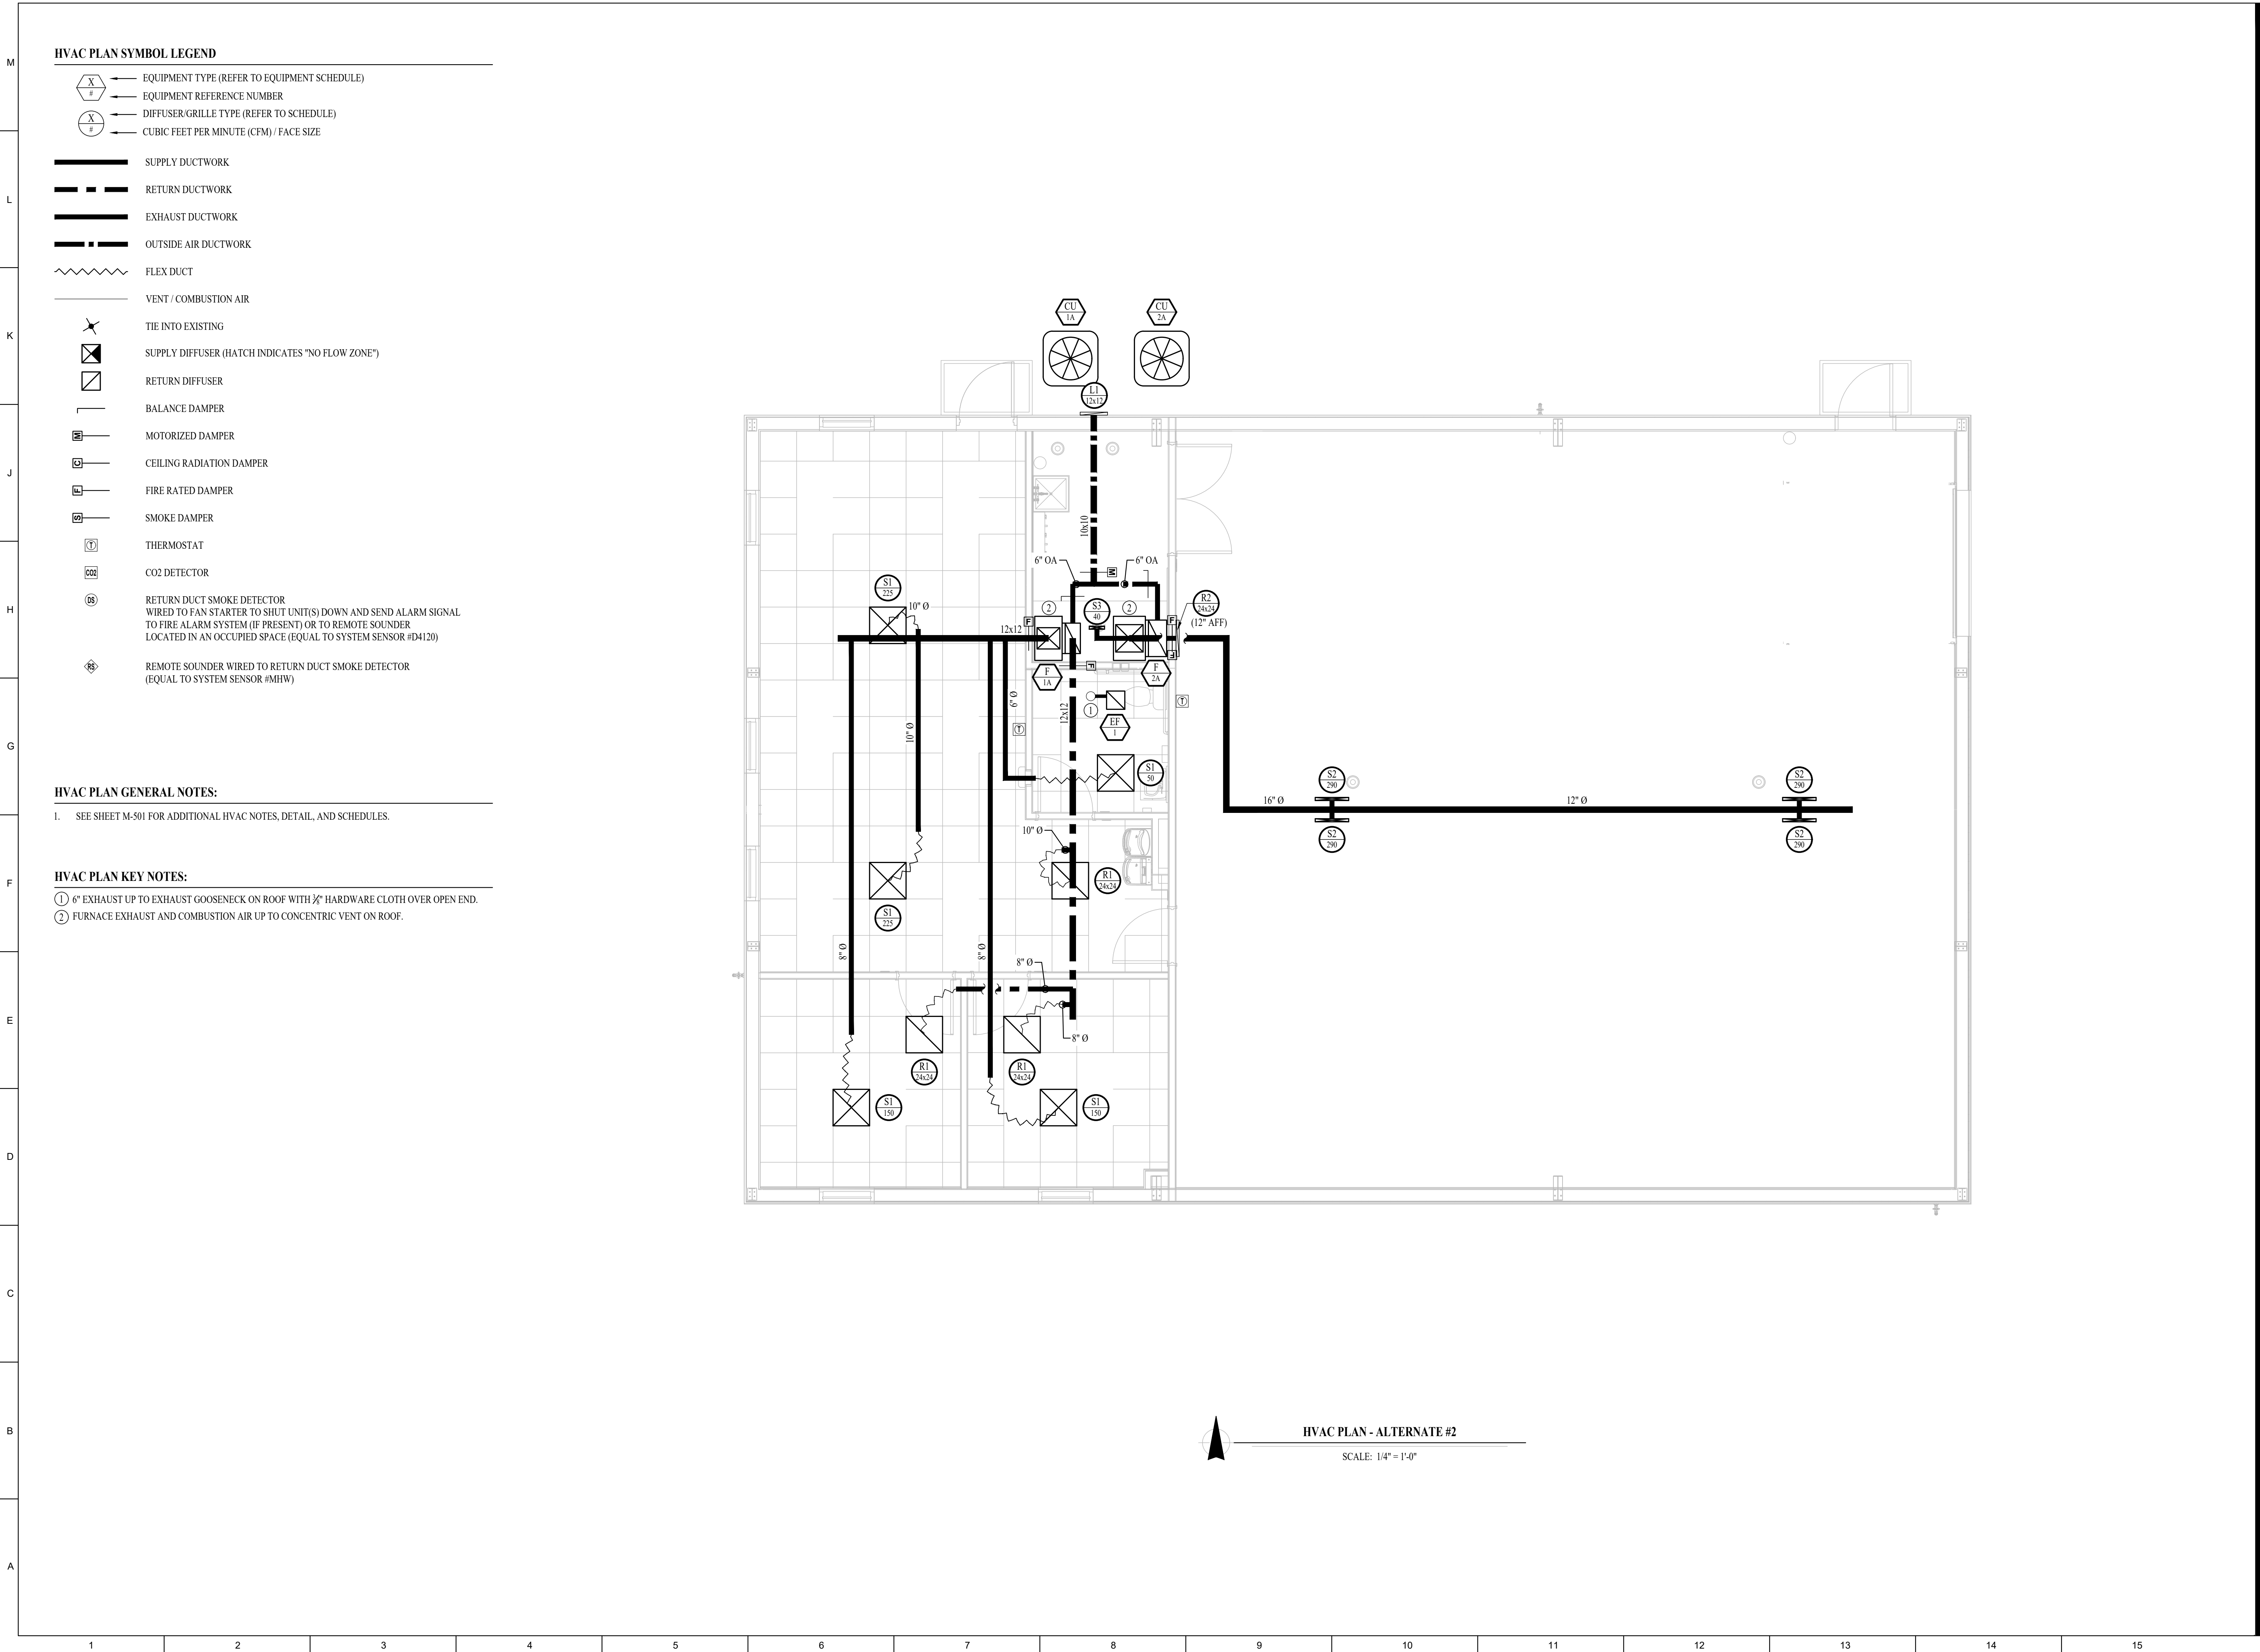 HVAC PLAN SYMBOL LEGEND
X
#
EQUIPMENT TYPE (REFER TO EQUIPMENT SCHEDULE)
EQUIPMENT REFERENCE NUMBER
X
#
DIFFUSER/GRILLE TYPE (REFER TO SCHEDULE)
CUBIC FEET PER MINUTE (CFM) / FACE SIZE
SUPPLY DUCTWORK
RETURN DUCTWORK
EXHAUST DUCTWORK
OUTSIDE AIR DUCTWORK
FLEX DUCT
VENT / COMBUSTION AIR
TIE INTO EXISTING
SUPPLY DIFFUSER (HATCH INDICATES "NO FLOW ZONE")
RETURN DIFFUSER
BALANCE DAMPER
M MOTORIZED DAMPER
C CEILING RADIATION DAMPER
F FIRE RATED DAMPER
S SMOKE DAMPER
T THERMOSTAT
CO2 CO2 DETECTOR
DS RETURN DUCT SMOKE DETECTOR
WIRED TO FAN STARTER TO SHUT UNIT(S) DOWN AND SEND ALARM SIGNAL
TO FIRE ALARM SYSTEM (IF PRESENT) OR TO REMOTE SOUNDER
LOCATED IN AN OCCUPIED SPACE (EQUAL TO SYSTEM SENSOR #D4120)
RS REMOTE SOUNDER WIRED TO RETURN DUCT SMOKE DETECTOR
(EQUAL TO SYSTEM SENSOR #MHW)
HVAC PLAN GENERAL NOTES:
1. SEE SHEET M-501 FOR ADDITIONAL HVAC NOTES, DETAIL, AND SCHEDULES.
HVAC PLAN KEY NOTES:
1 6" EXHAUST UP TO EXHAUST GOOSENECK ON ROOF WITH HARDWARE CLOTH OVER OPEN END.
2 FURNACE EXHAUST AND COMBUSTION AIR UP TO CONCENTRIC VENT ON ROOF.
CU
1A
CU
2A
L1
12x12
10x10
6" OA
6" OA
M
S1
225
10" Ø
12x12
F
2
S3
40
2
F
R2
24x24
(12" AFF)
F
F
1A
F
F
2A
6" Ø
12x12
1
T
10" Ø
T
EF
1
S1
50
S2
290
S2
290
16" Ø
12" Ø
S2
290
S2
290
10" Ø
R1
24x24
S1
225
8" Ø
8" Ø
8" Ø
8" Ø
R1
24x24
R1
24x24
S1
150
S1
150
HVAC PLAN - ALTERNATE #2
SCALE: 1/4" = 1'-0"
M
L
K
J
H
G
F
E
D
C
B
A
1 2 3 4 5 6 7 8 9 10 11 12 13 14 15